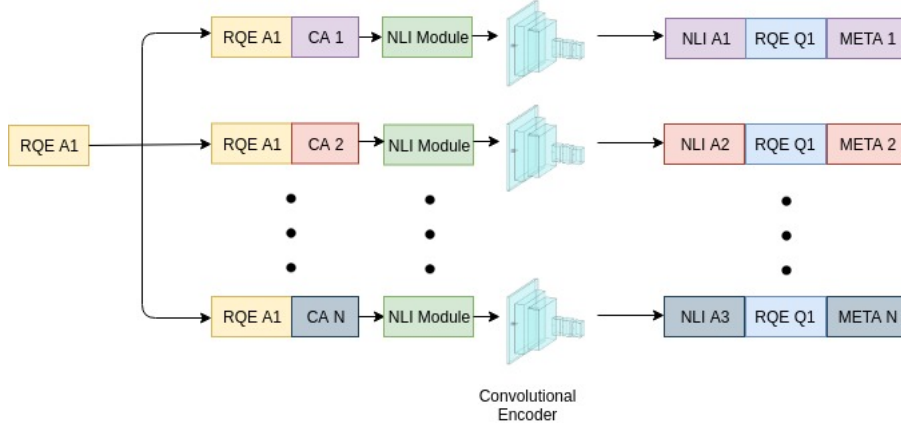 RQE A1 CA 1 NLI Module NLI A1 RQE Q1 META 1
RQE A1 RQE A1 CA 2 NLI Module NLI A2 RQE Q1 META 2
RQE A1 CA N NLI Module NLI A3 RQE Q1 META N
Convolutional
Encoder